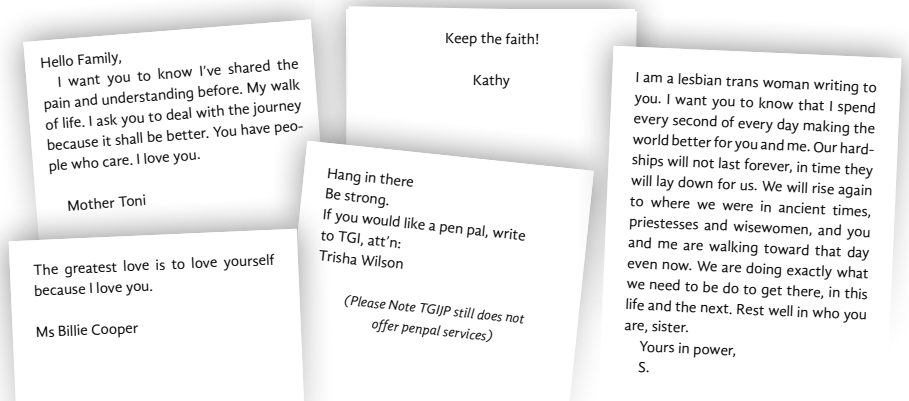 Hello Family,
I want you to know I've shared the
pain and understanding before. My walk
of life. I ask you to deal with the journey
because it shall be better. You have peo-
ple who care. I love you.
Mother Toni
Keep the faith!
Kathy
I am a lesbian trans woman writing to
you. I want you to know that I spend
every second of every day making the
world better for you and me. Our hard-
ships will not last forever, in time they
will lay down for us. We will rise again
to where we were in ancient times,
priestesses and wisewomen, and you
and me are walking toward that day
even now. We are doing exactly what
we need to be do to get there, in this
life and the next. Rest well in who you
are, sister.
Yours in power,
S.
The greatest love is to love yourself
because I love you.
Ms Billie Cooper
Hang in there
Be strong.
If you would like a pen pal, write
to TGI, att'n:
Trisha Wilson
(Please Note TGIJP still does not
offer penpal services)